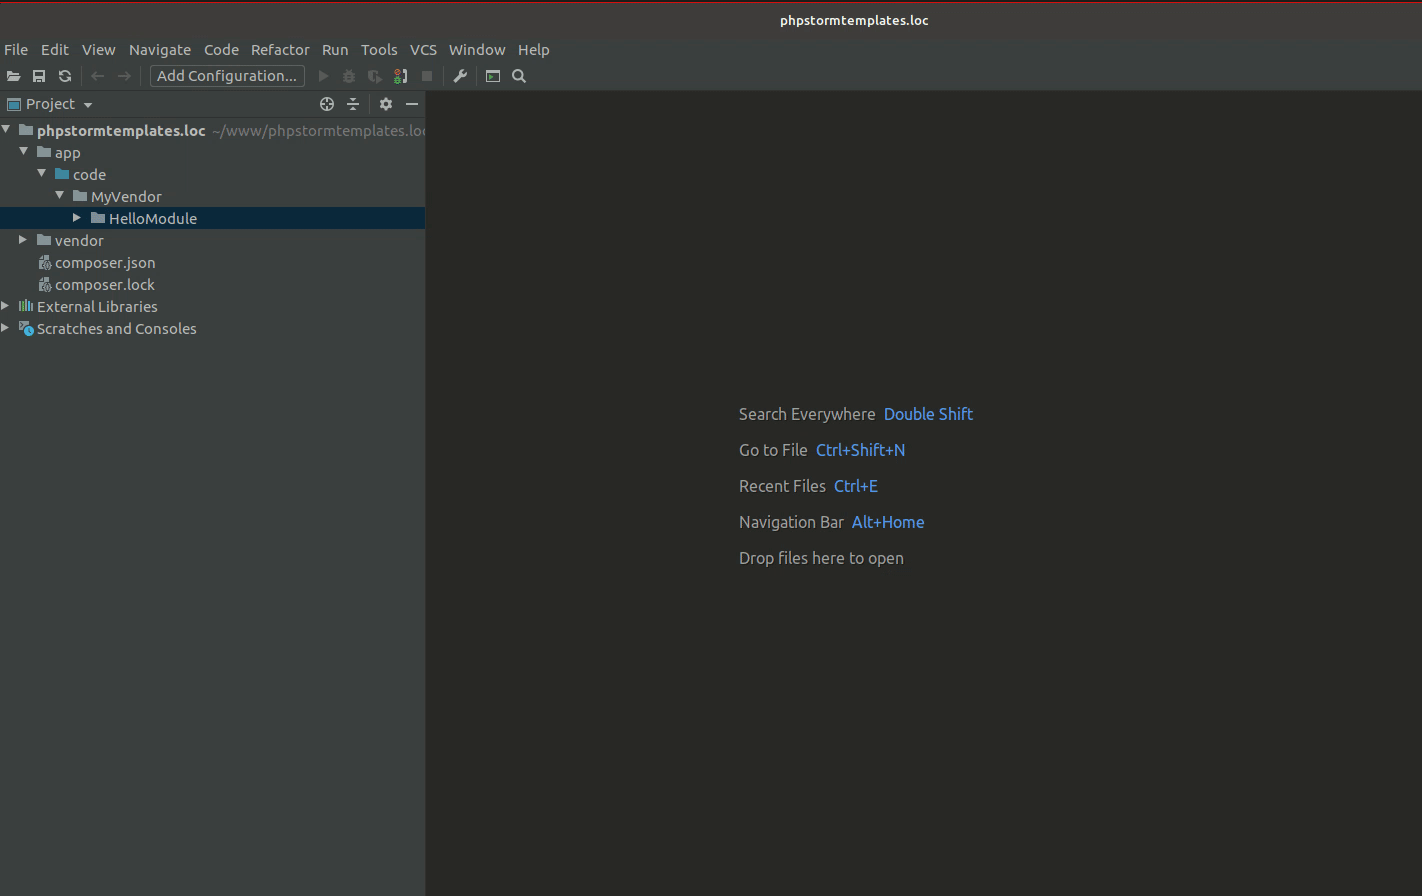 phpstormtemplates.loc
File Edit View Navigate Code Refactor Run Tools VCS Window Help
Add Configuration...
Project
phpstormtemplates.loc ~/www/phpstormtemplates.loc
app
code
MyVendor
HelloModule
vendor
composer.json
composer.lock
External Libraries
Scratches and Consoles
Search Everywhere Double Shift
Go to File Ctrl+Shift+N
Recent Files Ctrl+E
Navigation Bar Alt+Home
Drop files here to open